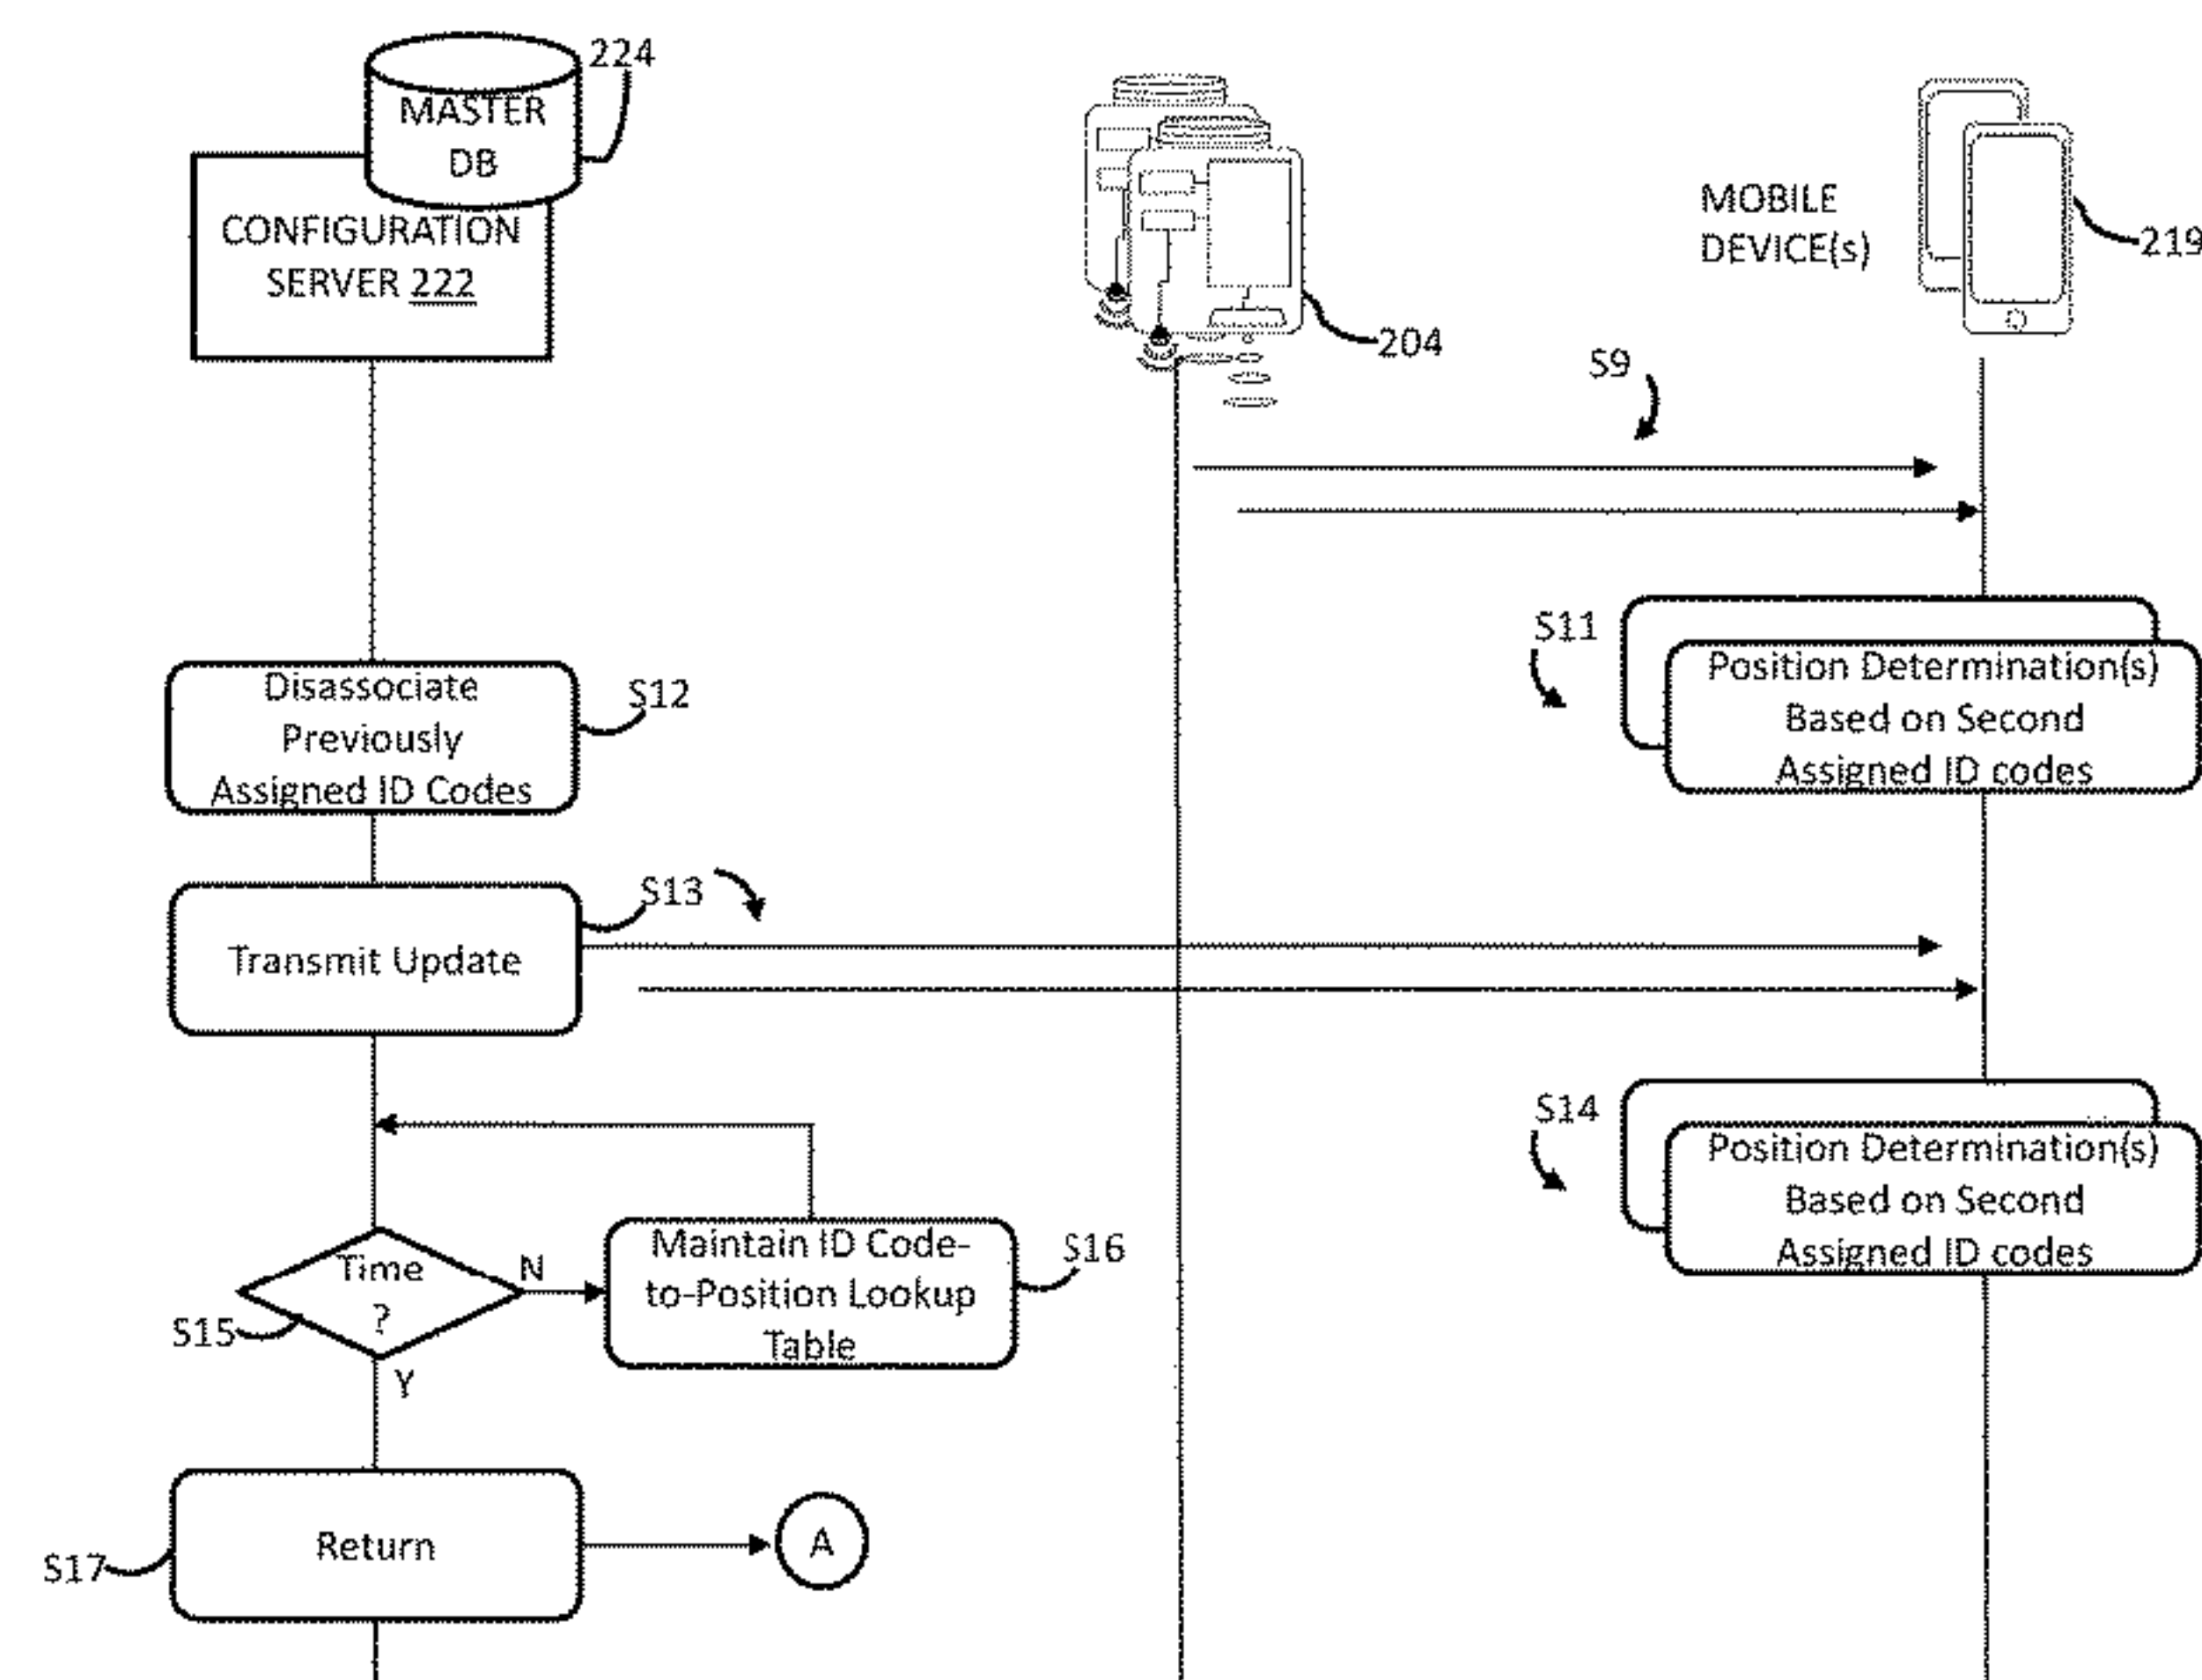 224
MASTER
DB
CONFIGURATION
SERVER 222
204
MOBILE
DEVICE(s)
219
S9
S11
Position Determination(s)
Based on Second
Assigned ID codes
Disassociate
Previously
Assigned ID Codes
S12
S13
Transmit Update
S14
Position Determination(s)
Based on Second
Assigned ID codes
Time
?
N
Y
S15
Maintain ID Code-
to-Position Lookup
Table
S16
Return
S17
A